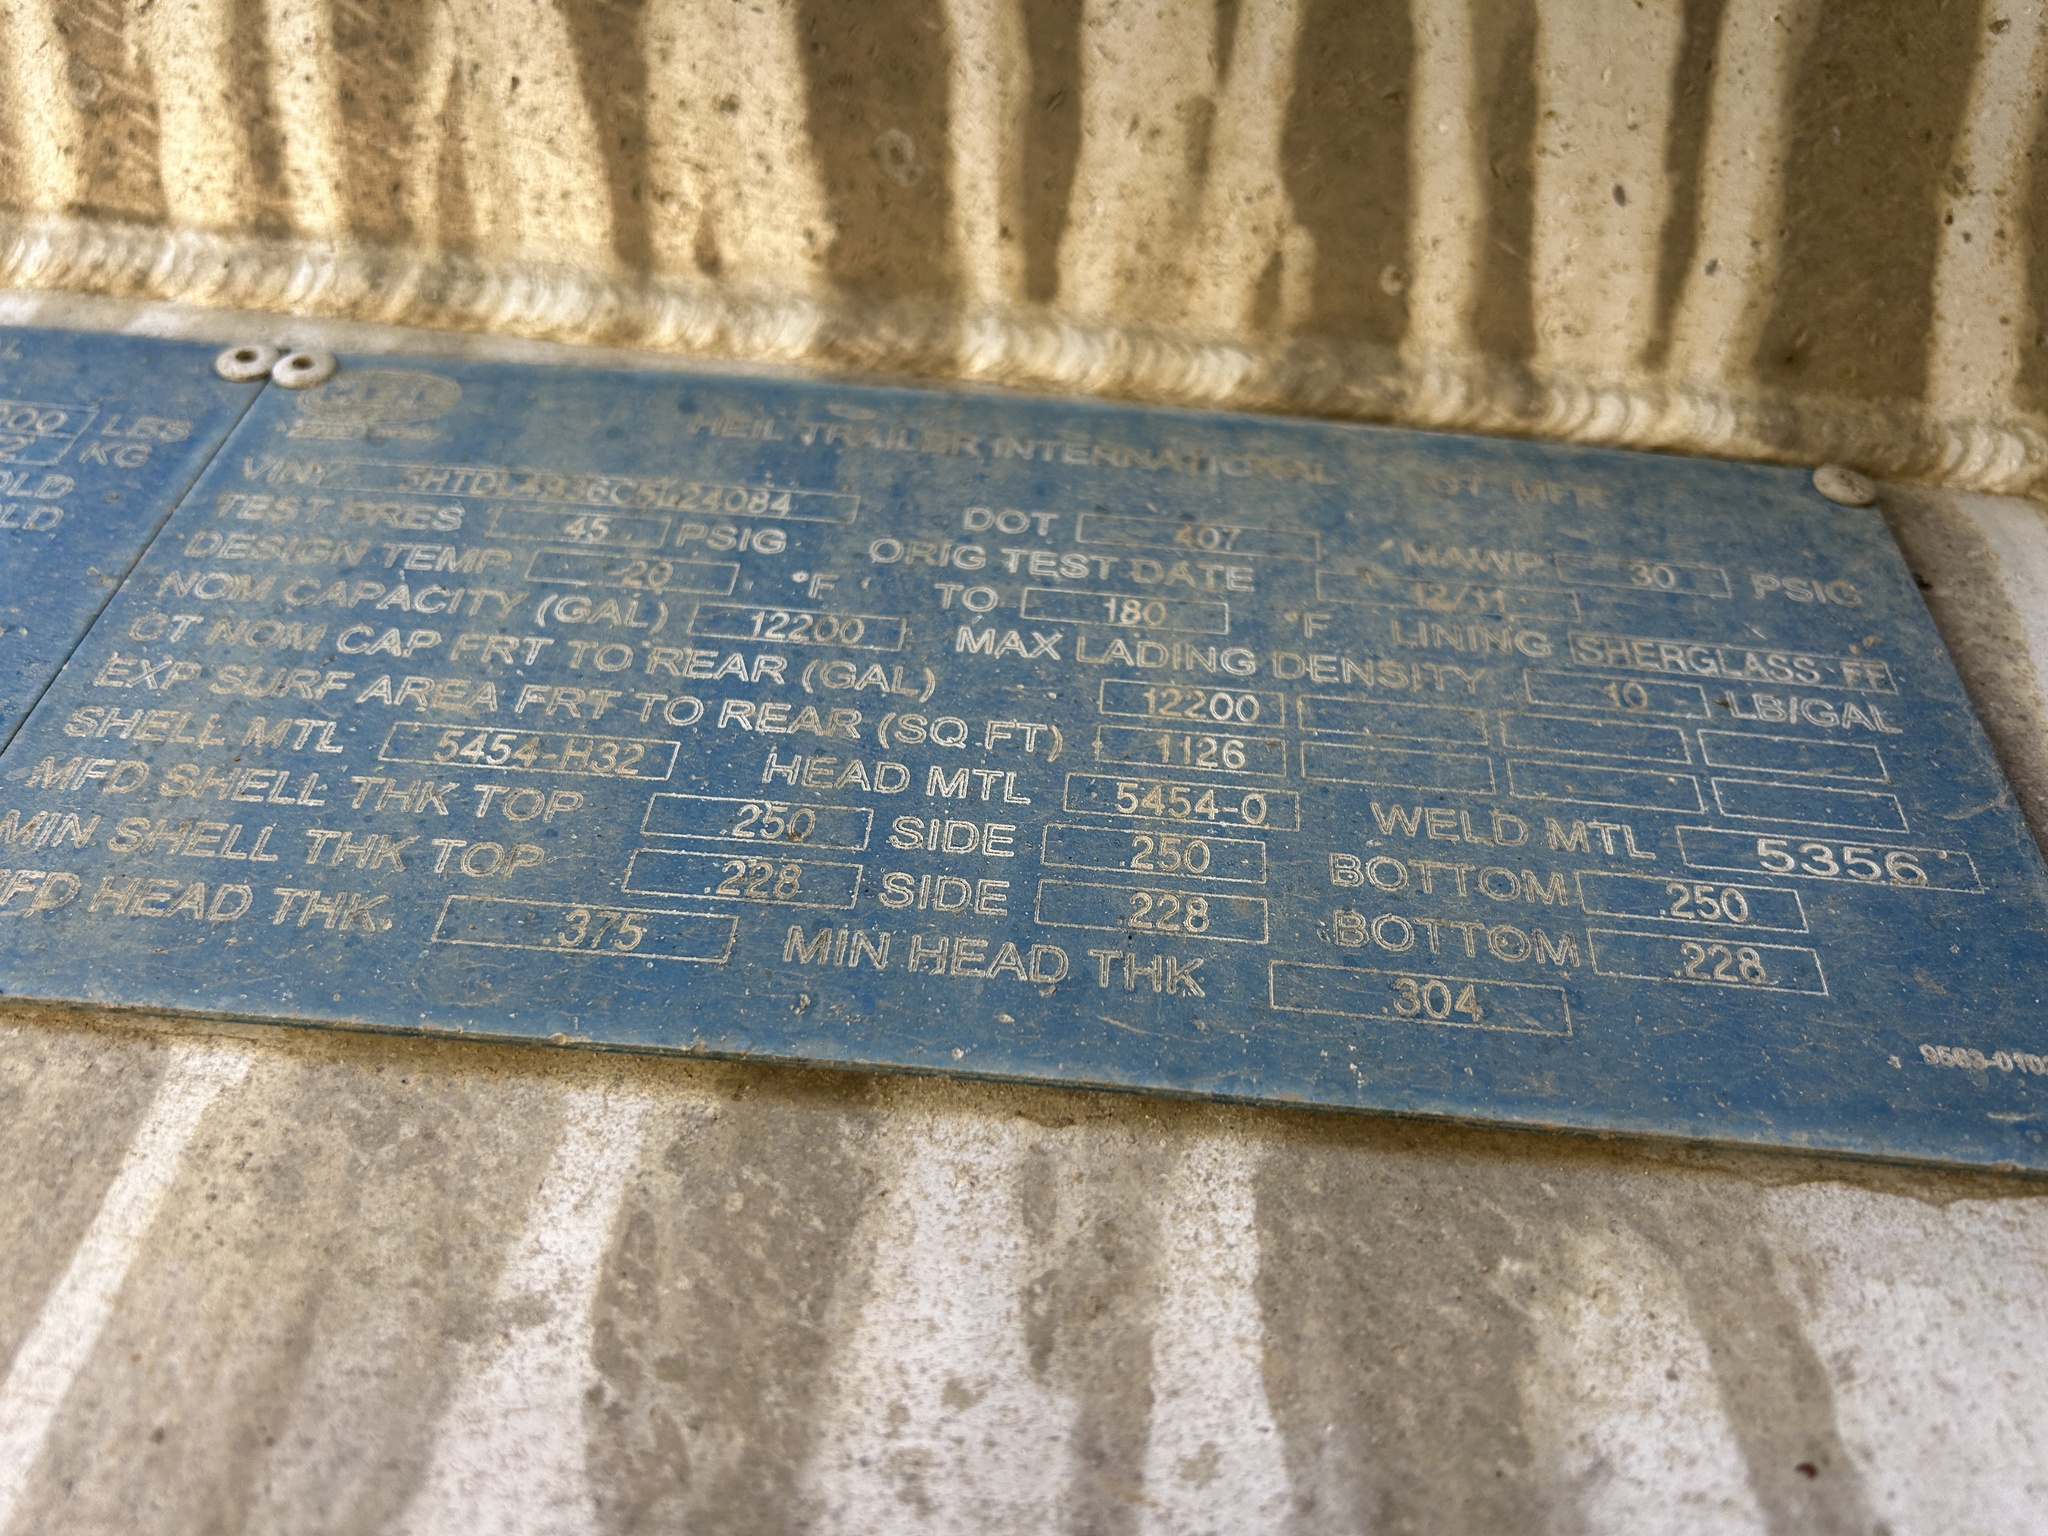 HEIL TRAILER INTERNATIONAL MFR
TEST PRES 45 PSIG DOT 407 MAWP 30 PSIG
DESIGN TEMP 20 °F ORIG TEST DATE 12/11
NOM CAPACITY (GAL) 12200 TO 180 °F LINING SHERGLASS FF
CT NOM CAP FRT TO REAR (GAL) MAX LADING DENSITY 10 LB/GAL
EXP SURF AREA FRT TO REAR (SQ FT) 12200
SHELL MTL 5454-H32 1126
MFD SHELL THK TOP .250 HEAD MTL 5454-0 WELD MTL 5356
MIN SHELL THK TOP .228 SIDE .250 BOTTOM .250
MFD HEAD THK. .375 SIDE .228 BOTTOM .228
MIN HEAD THK .304
LBS
KG